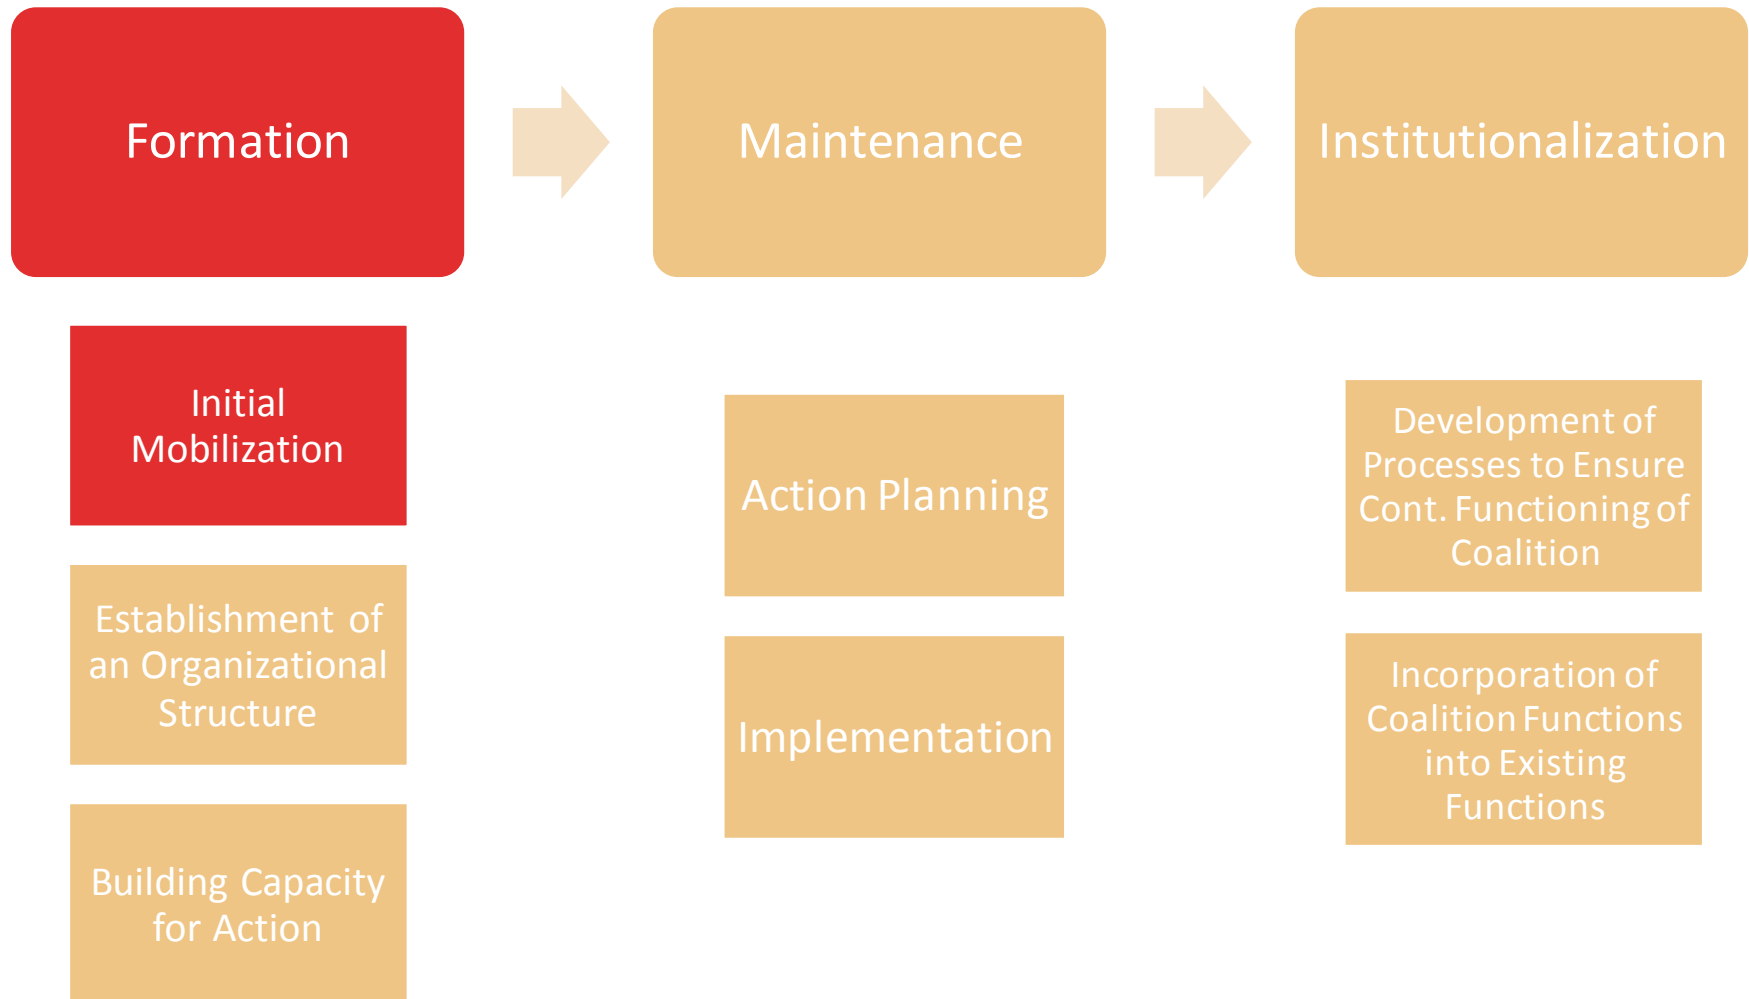 Formation
Maintenance
Institutionalization
Initial
Mobilization
Establishment of
an Organizational
Structure
Building Capacity
for Action
Action Planning
Implementation
Development of
Processes to Ensure
Cont. Functioning of
Coalition
Incorporation of
Coalition Functions
into Existing
Functions